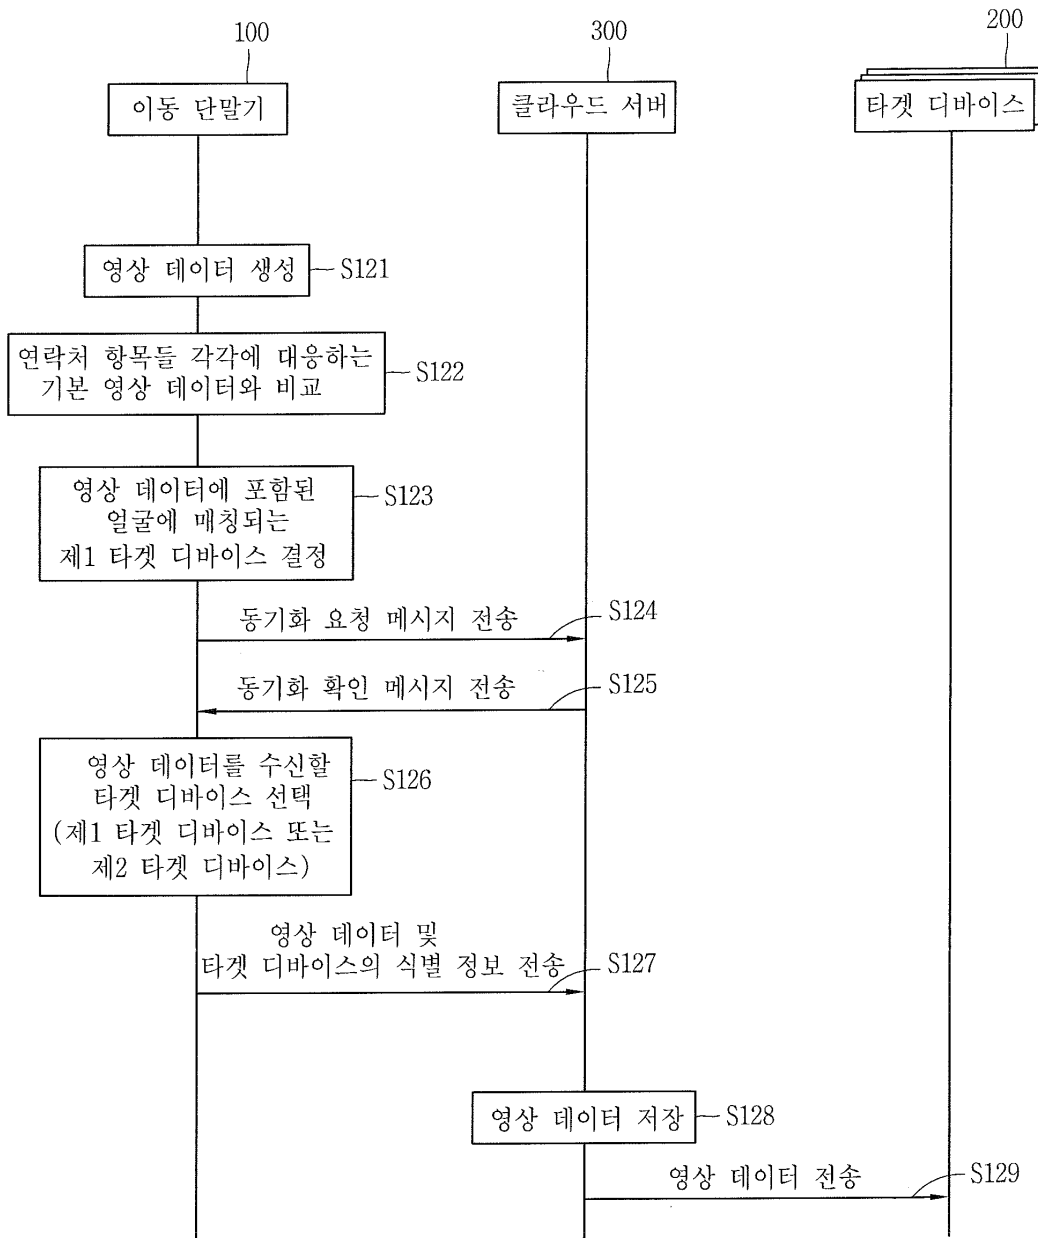 100
300
200
이동 단말기
클라우드 서버
타겟 디바이스
영상 데이터 생성
S121
연락처 항목들 각각에 대응하는
기본 영상 데이터와 비교
S122
영상 데이터에 포함된
얼굴에 매칭되는
제1 타겟 디바이스 결정
S123
동기화 요청 메시지 전송
S124
동기화 확인 메시지 전송
S125
영상 데이터를 수신할
타겟 디바이스 선택
(제1 타겟 디바이스 또는
제2 타겟 디바이스)
S126
영상 데이터 및
타겟 디바이스의 식별 정보 전송
S127
영상 데이터 저장
S128
영상 데이터 전송
S129